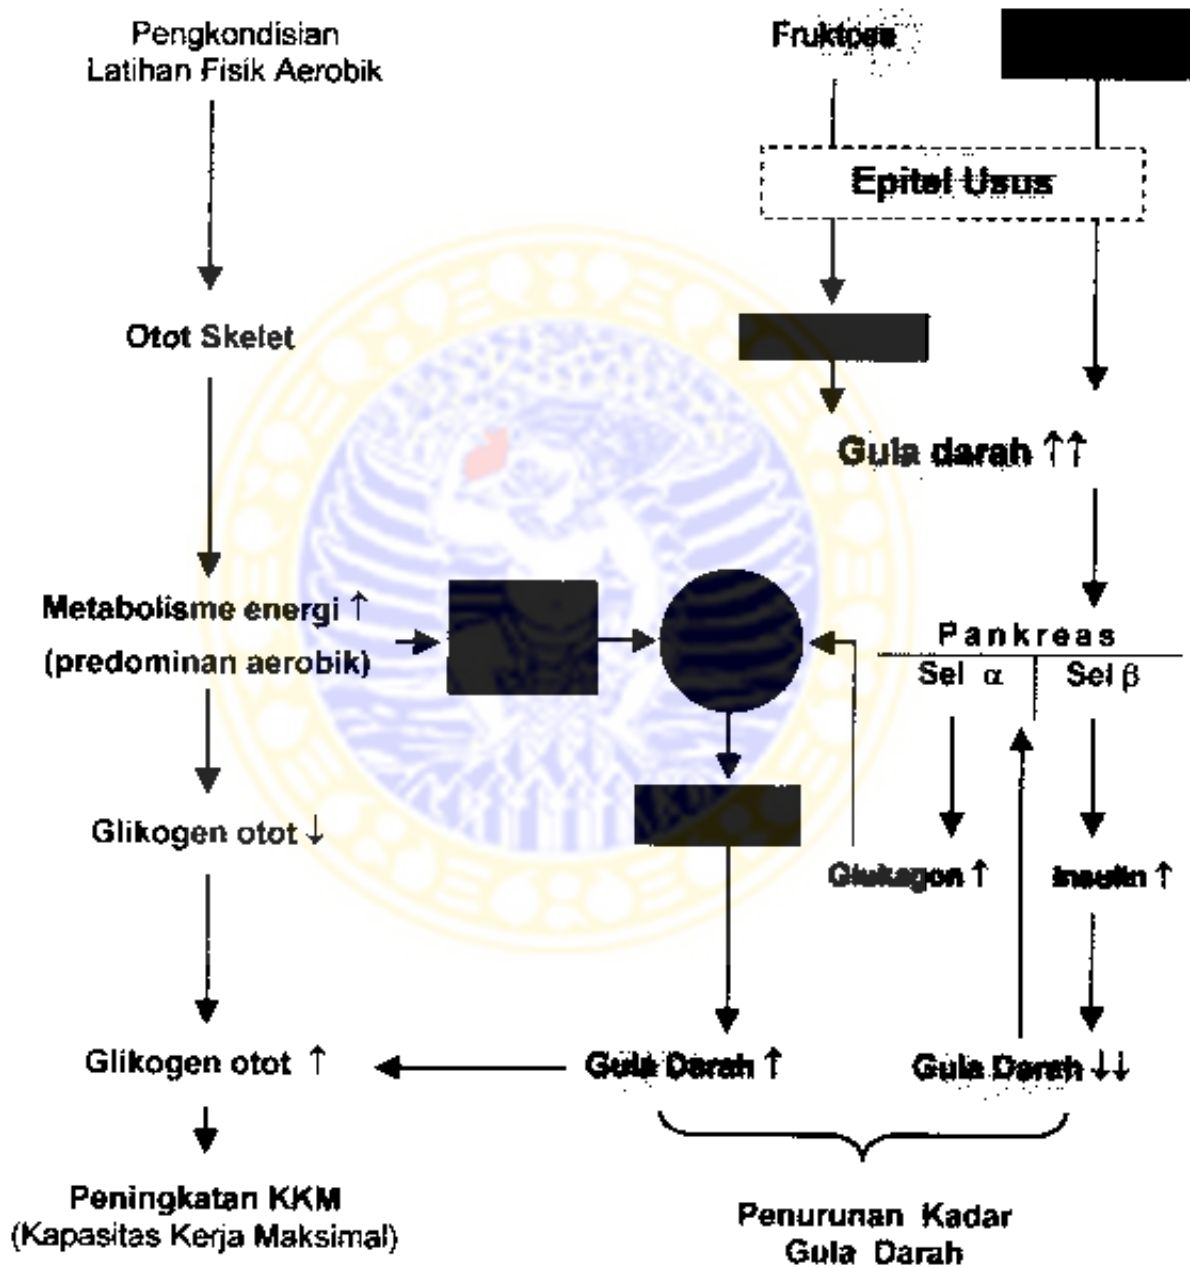 Pengkondisian
Latihan Fisik Aerobik
Fruktosa
Epitel Usus
Otot Skelet
Gula darah ↑↑
Metabolisme energi ↑
(predominan aerobik)
Pankreas
Sel α
Sel β
Glikogen otot ↓
Glukagon ↑
Insulin ↑
Glikogen otot ↑
Gula Darah ↑
Gula Darah ↓↓
Peningkatan KKM
(Kapasitas Kerja Maksimal)
Penurunan Kadar
Gula Darah